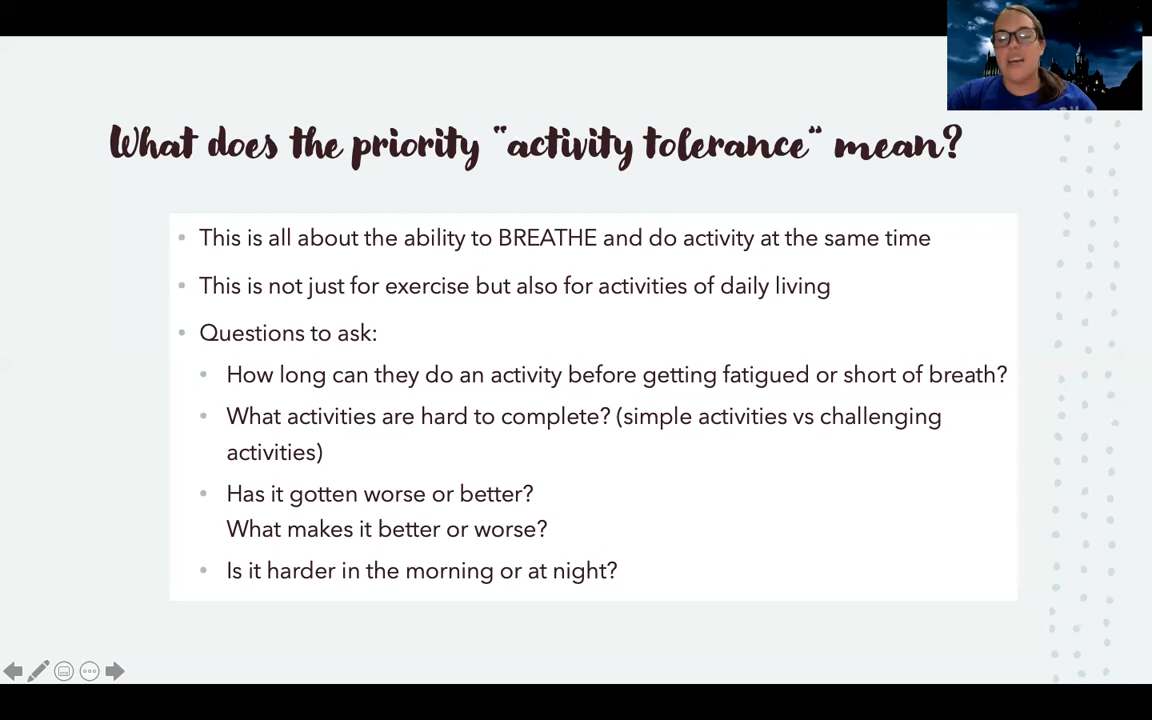 What does the priority “activity tolerance” mean?
This is all about the ability to BREATHE and do activity at the same time
This is not just for exercise but also for activities of daily living
Questions to ask:
How long can they do an activity before getting fatigued or short of breath?
What activities are hard to complete? (simple activities vs challenging
activities)
Has it gotten worse or better?
What makes it better or worse?
Is it harder in the morning or at night?